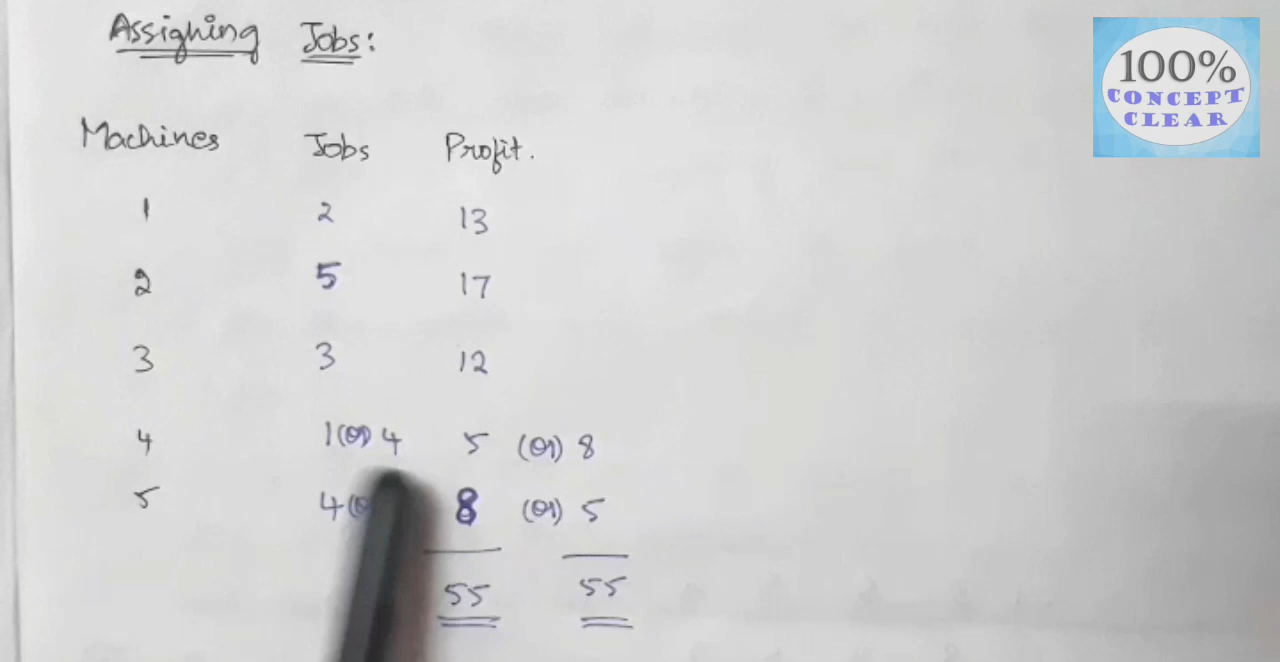 Assigning Jobs:
100%
CONCEPT
CLEAR
Machines Jobs Profit.
1 2 13
2 5 17
3 3 12
4 1 (or) 4 5 (or) 8
5 4 8 (or) 5
55 55